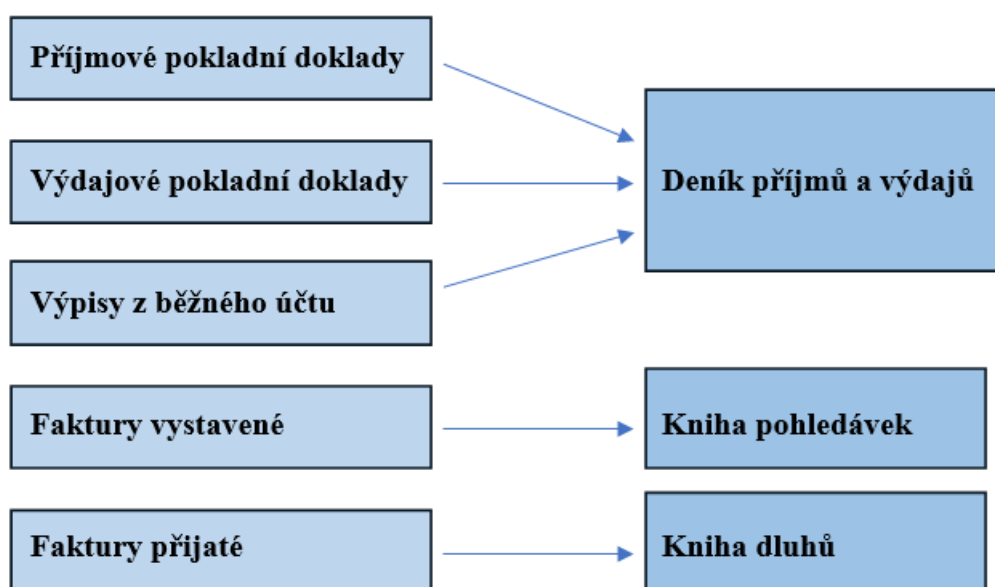 Příjmové pokladní doklady
Výdajové pokladní doklady
Deník příjmů a výdajů
Výpisy z běžného účtu
Faktury vystavené
Kniha pohledávek
Faktury přijaté
Kniha dluhů